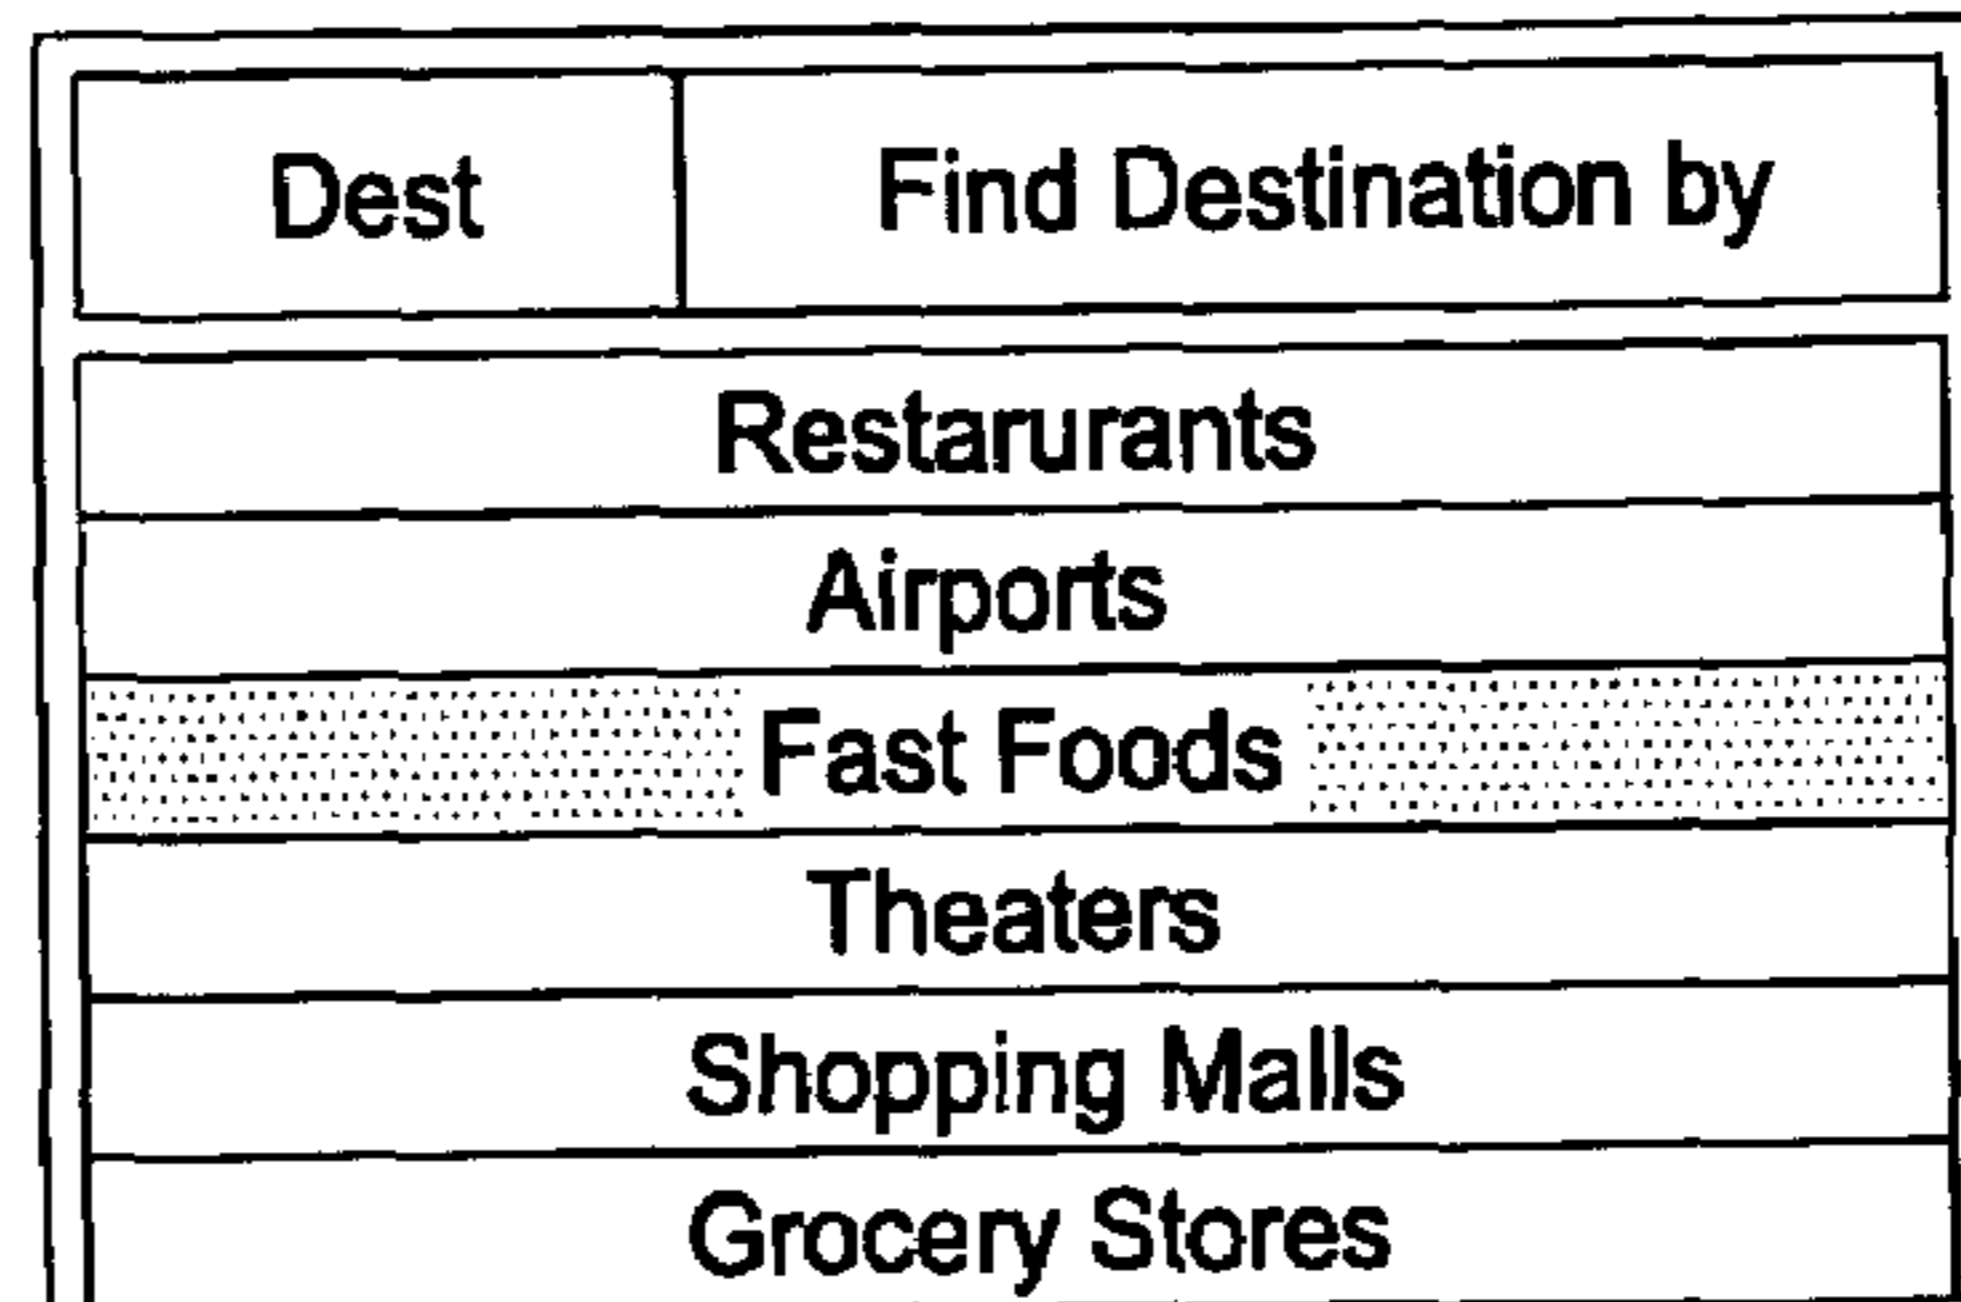 Dest Find Destination by
Restarurants
Airports
Fast Foods
Theaters
Shopping Malls
Grocery Stores